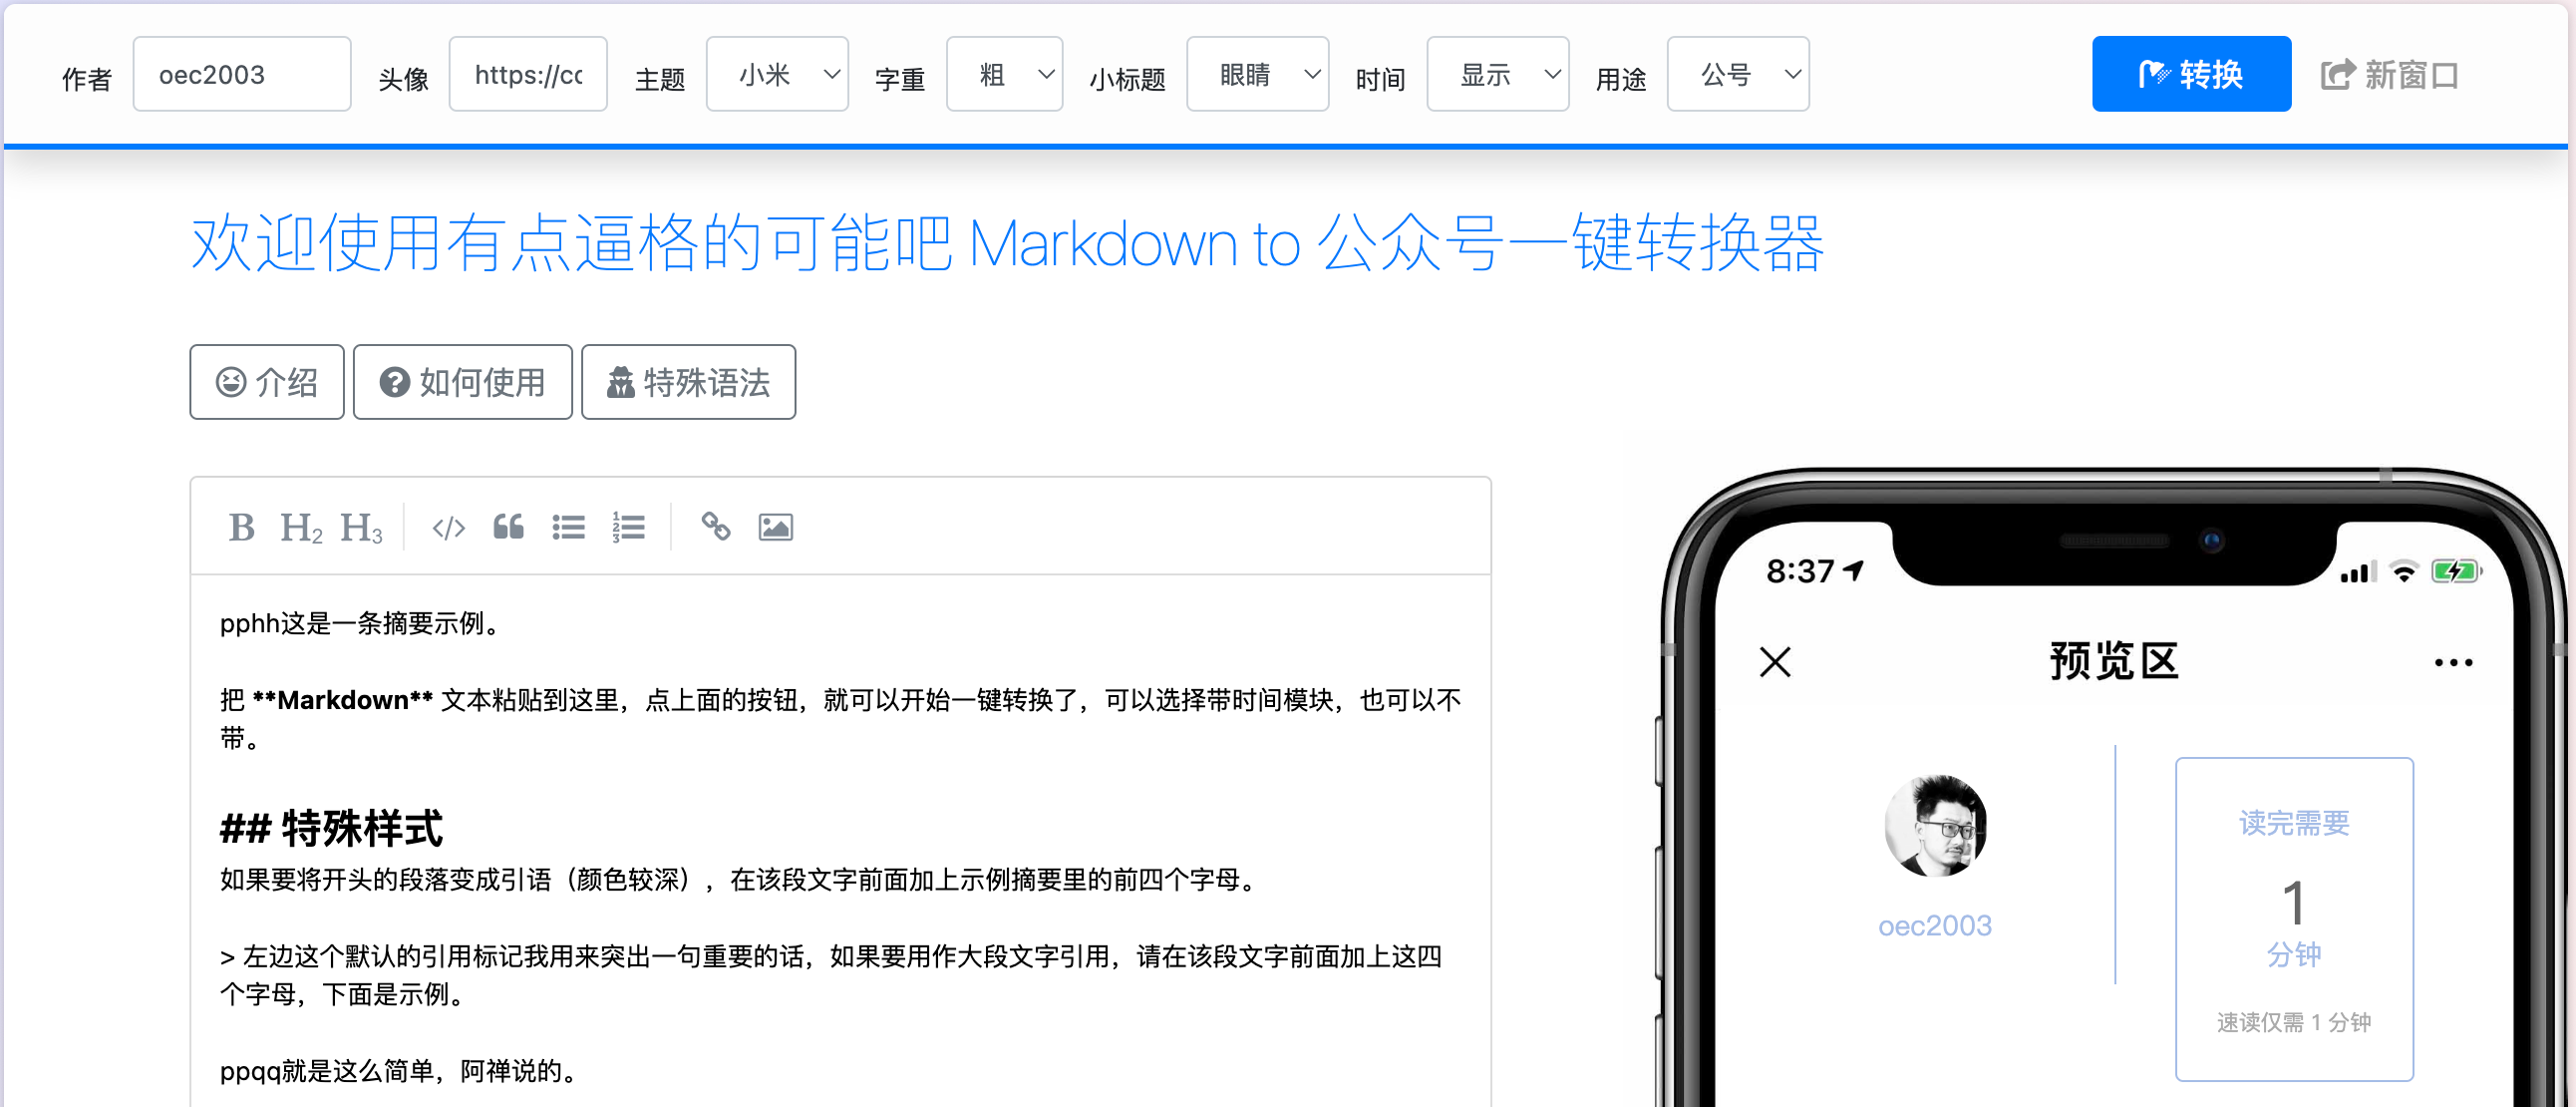 作者 oec2003 头像 https://cc 主题 小米 字重 粗 小标题 眼睛 时间 显示 用途 公号 转换 新窗口
欢迎使用有点逼格的可能吧 Markdown to 公众号一键转换器
介绍 如何使用 特殊语法
B H2 H3
8:37
预览区
pphh这是一条摘要示例。
把 **Markdown** 文本粘贴到这里，点上面的按钮，就可以开始一键转换了，可以选择带时间模块，也可以不
带。
## 特殊样式
如果要将开头的段落变成引语（颜色较深），在该段文字前面加上示例摘要里的前四个字母。
> 左边这个默认的引用标记我用来突出一句重要的话，如果要用作大段文字引用，请在该段文字前面加上这四
个字母，下面是示例。
ppqq就是这么简单，阿禅说的。
oec2003
读完需要
1
分钟
速读仅需 1 分钟